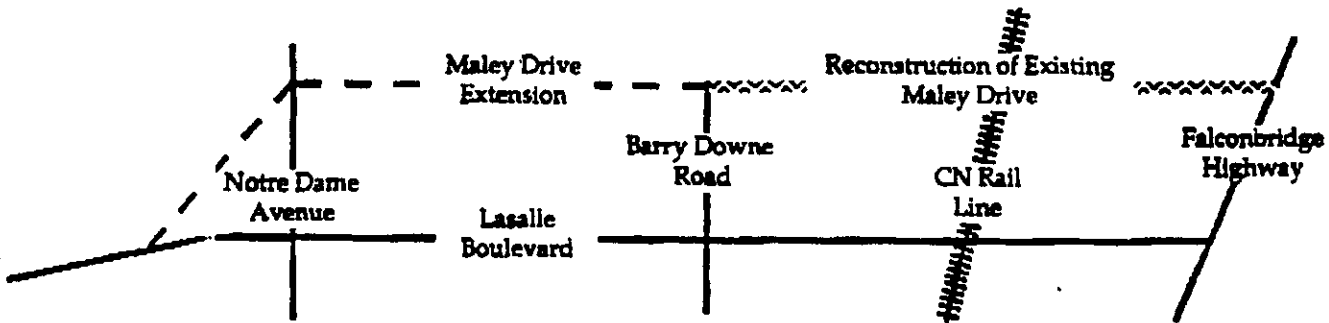 Maley Drive
Extension
Reconstruction of Existing
Maley Drive
Barry Downe
Road
Falconbridge
Highway
Notre Dame
Avenue
CN Rail
Line
Lasalle
Boulevard